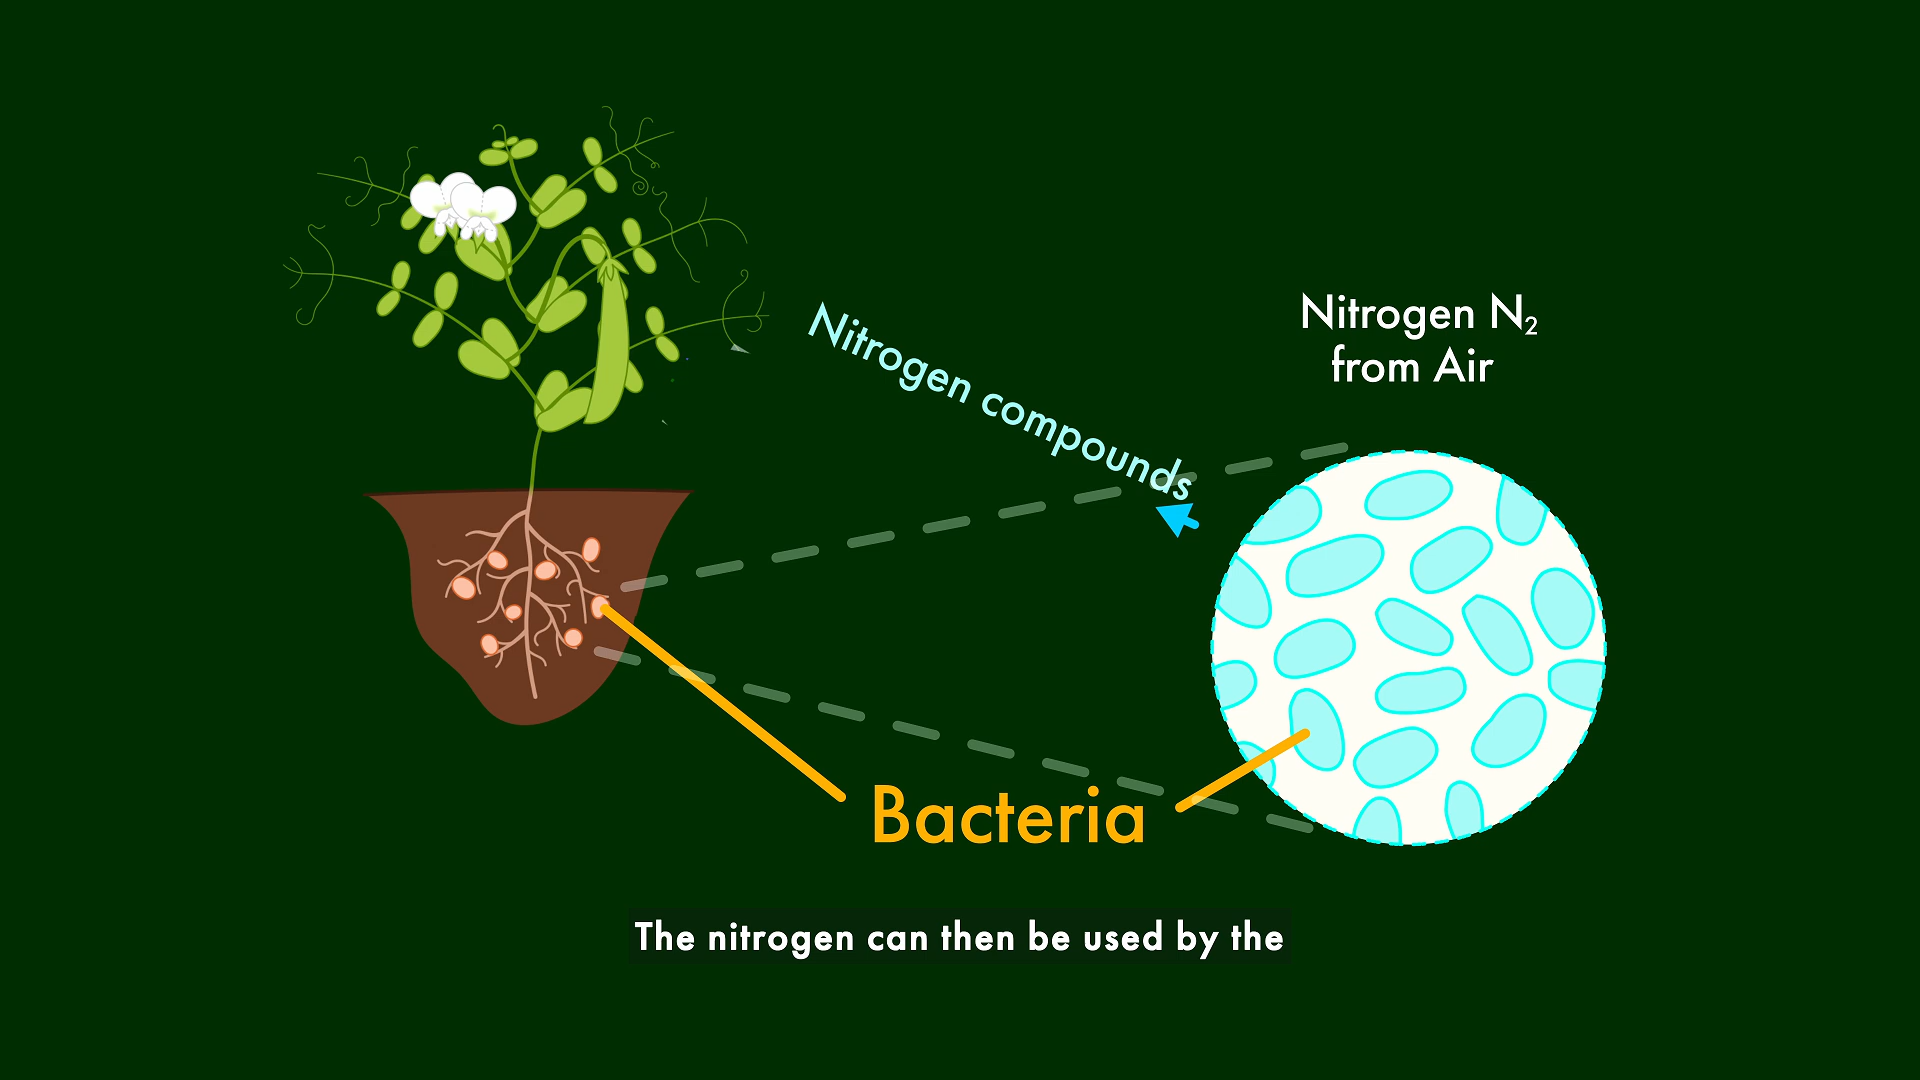 Nitrogen compounds
Nitrogen N₂
from Air
Bacteria
The nitrogen can then be used by the